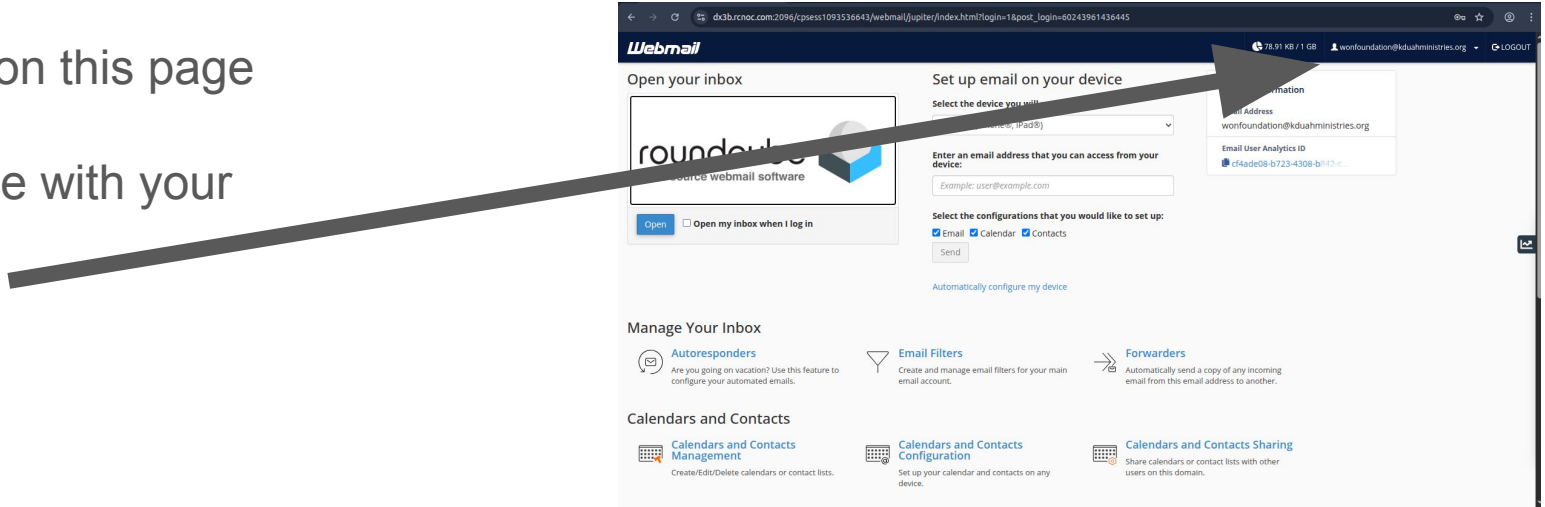 on this page
e with your
dx3b.rcnoc.com:2096/cpsess1093536643/webmail/jupiter/index.html?login=1&post_login=60243961436445
Webmail
78.91 KB / 1 GB wonfoundation@kduahministries.org LOGOUT
Open your inbox
roundcube
source webmail software
Open Open my inbox when I log in
Set up email on your device
Select the device you will
iPad®)
Enter an email address that you can access from your
device:
Example: user@example.com
Select the configurations that you would like to set up:
Email Calendar Contacts
Send
Automatically configure my device
Address
wonfoundation@kduahministries.org
Email User Analytics ID
cf4ade08-b723-4308-b842-c...
Manage Your Inbox
Autoresponders
Are you going on vacation? Use this feature to
configure your automated emails.
Email Filters
Create and manage email filters for your main
email account.
Forwarders
Automatically send a copy of any incoming
email from this email address to another.
Calendars and Contacts
Calendars and Contacts
Management
Create/Edit/Delete calendars or contact lists.
Calendars and Contacts
Configuration
Set up your calendar and contacts on any
device.
Calendars and Contacts Sharing
Share calendars or contact lists with other
users on this domain.